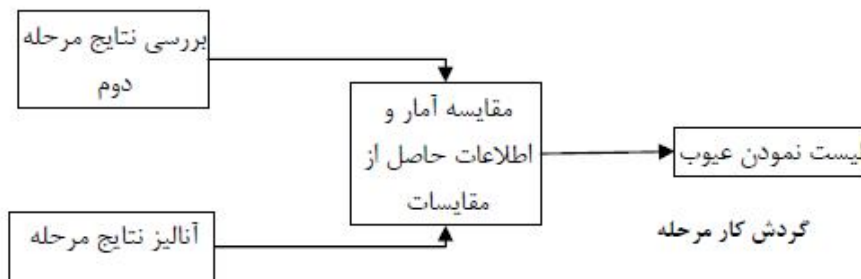 بررسی نتایج مرحله
دوم
مقایسه آمار و
اطلاعات حاصل از
مقایسات
لیست نمودن عیوب
آنالیز نتایج مرحله
گردش کار مرحله